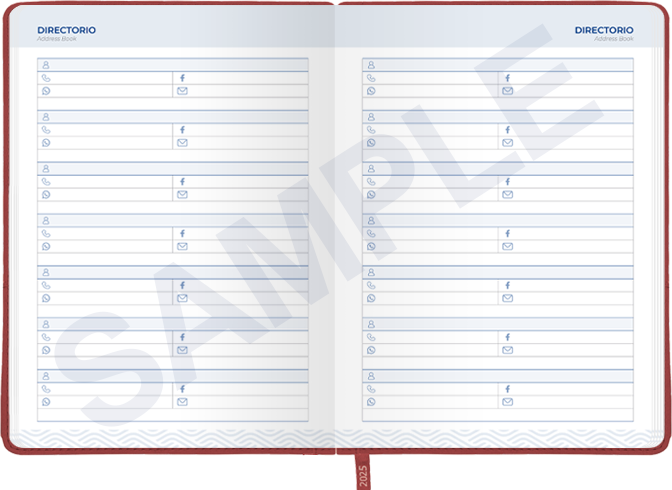 DIRECTORIO
Address Book
DIRECTORIO
Address Book
SAMPLE
2025